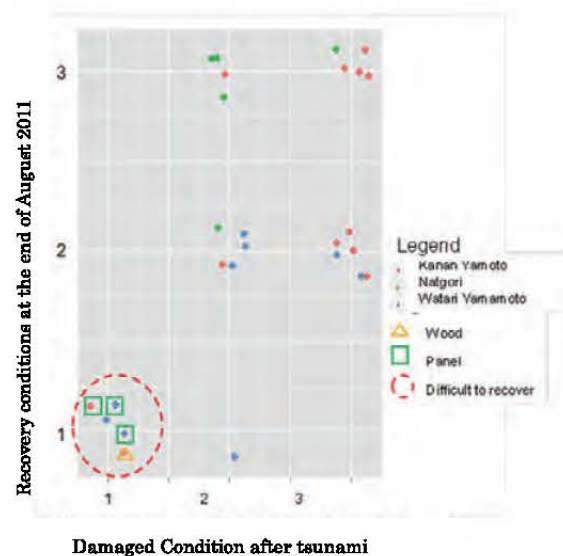 Recovery conditions at the end of August 2011
3
2
1
1 2 3
Damaged Condition after tsunami
Legend
Kanan Yamoto
Natgori
Watari Yamamoto
Wood
Panel
Difficult to recover